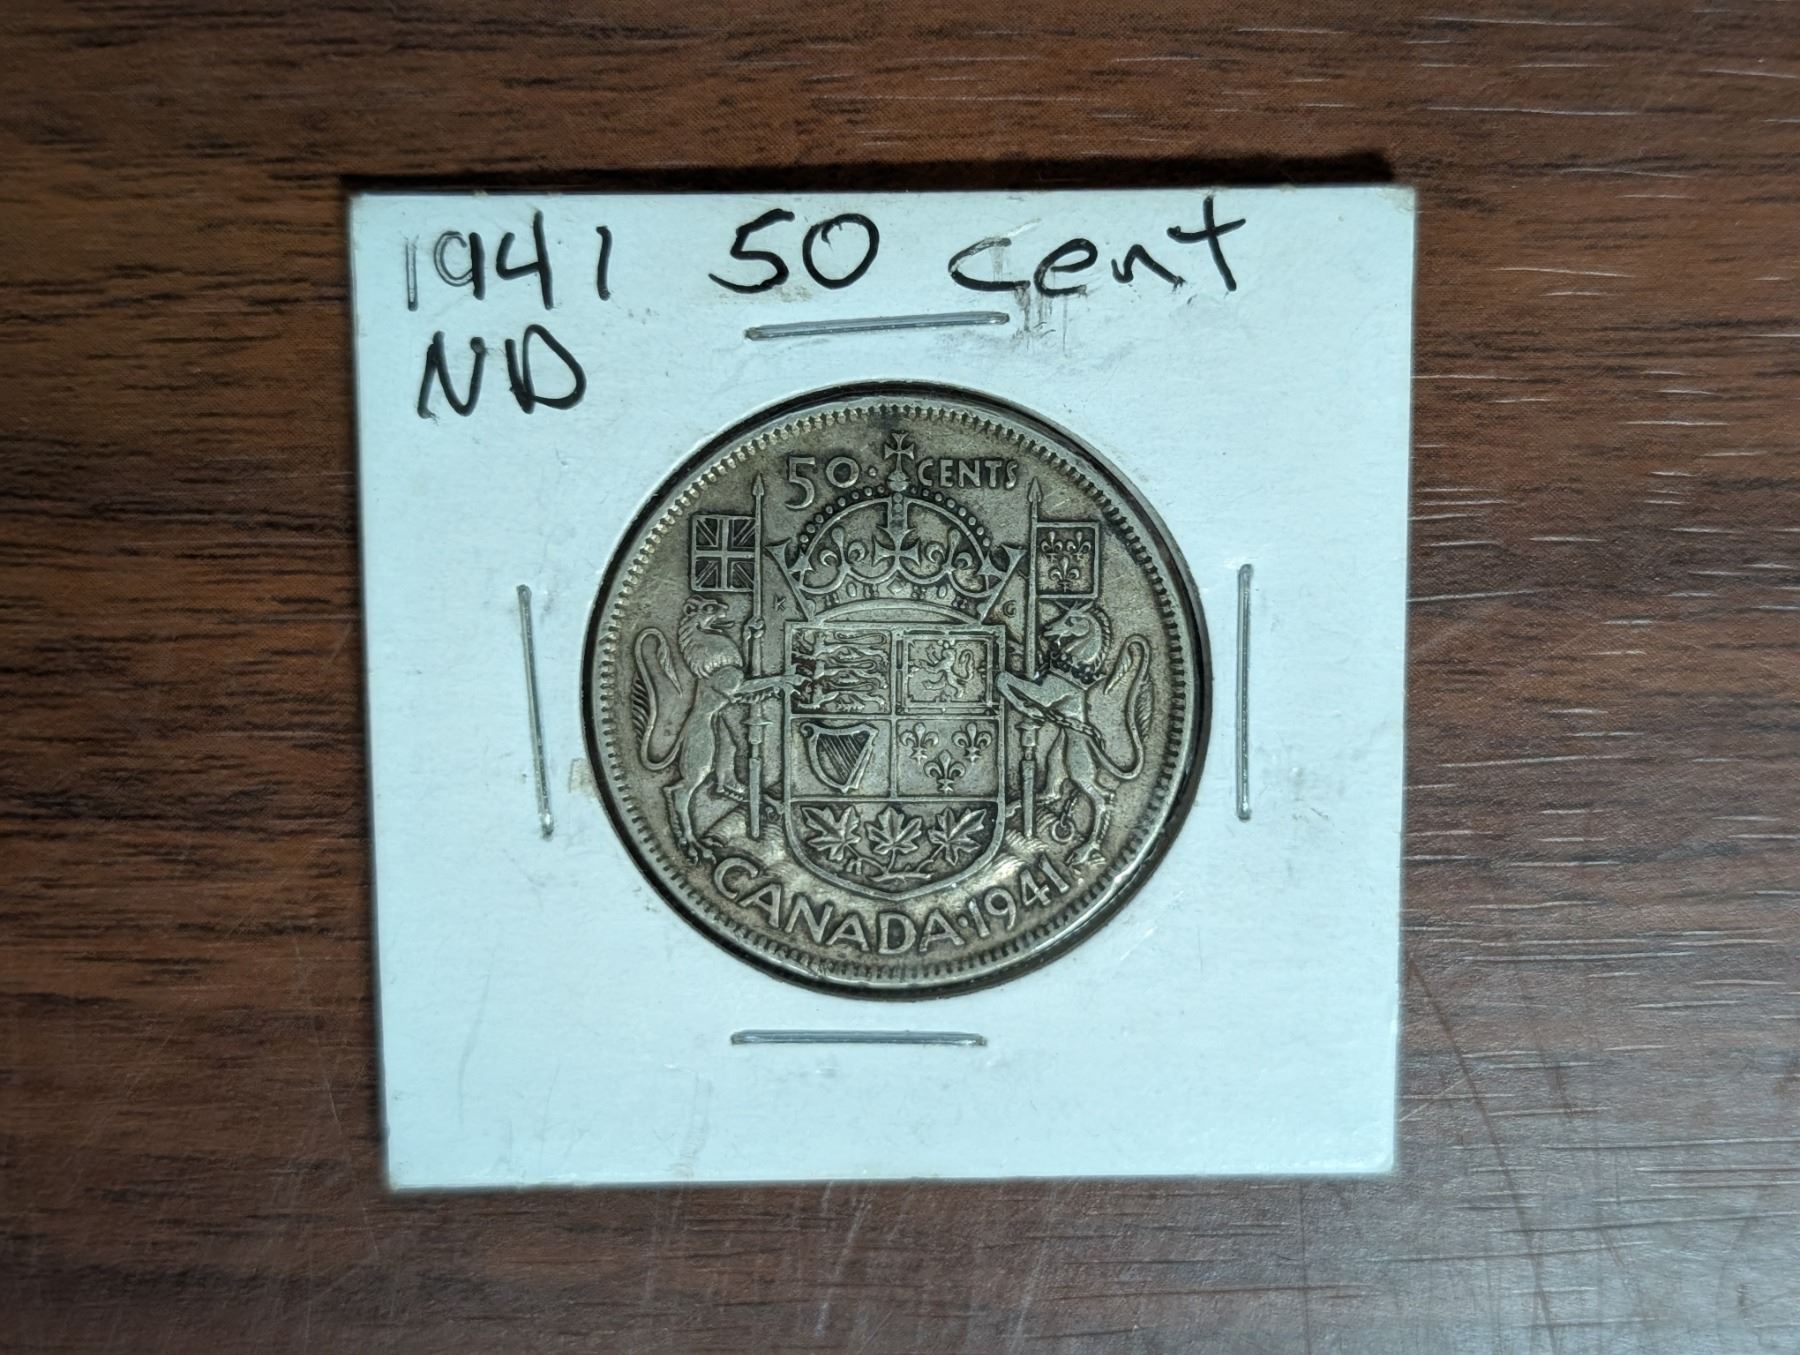 1941 50 cent
ND
50 · CENTS
K G
CANADA · 1941